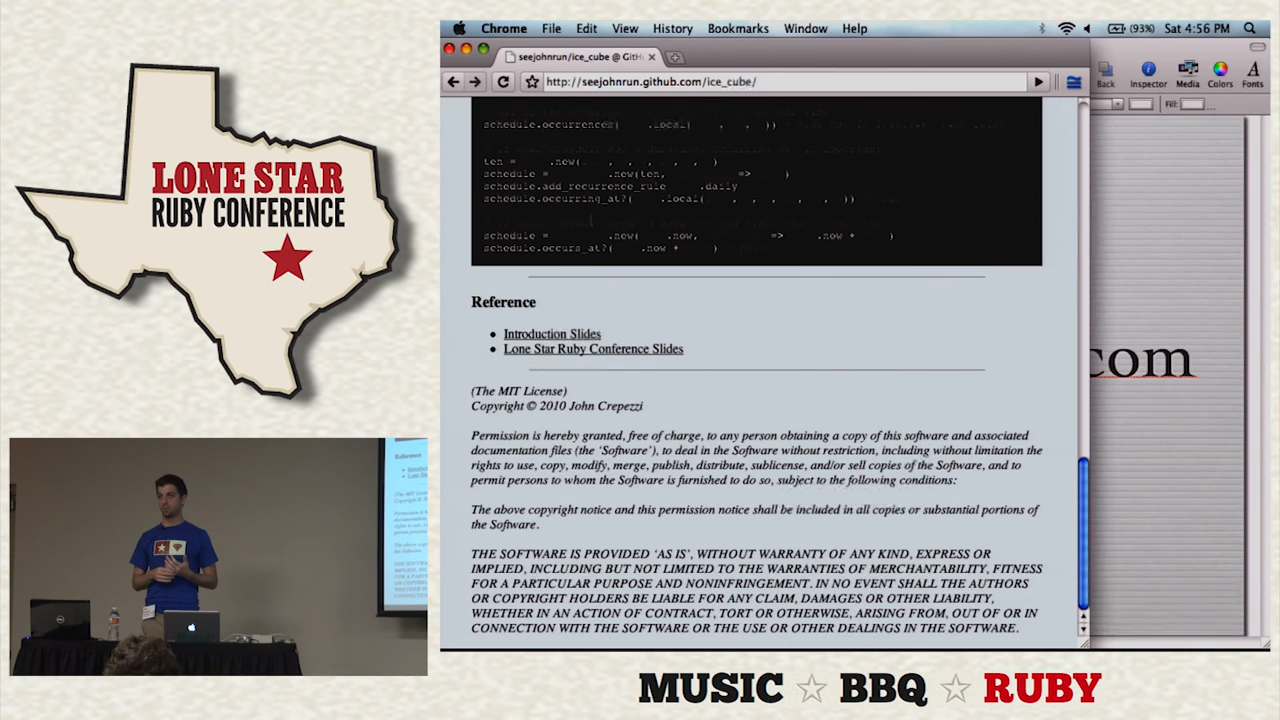 LONE STAR
RUBY CONFERENCE
Chrome File Edit View History Bookmarks Window Help (93%) Sat 4:56 PM
seejohnrun/ice_cube @ GitH
http://seejohnrun.github.com/ice_cube/
Back Inspector Media Colors Fonts
Fill:
schedule.occurrences( .local( , , ))
ten = .new( , , , , , )
schedule = .new(ten, => )
schedule.add_recurrence_rule .daily
schedule.occurring_at?( .local( , , , , , ))
schedule = .new( .now, => .now + )
schedule.occurs_at?( .now + )
Reference
• Introduction Slides
• Lone Star Ruby Conference Slides
com
(The MIT License)
Copyright © 2010 John Crepezzi
Permission is hereby granted, free of charge, to any person obtaining a copy of this software and associated
documentation files (the ‘Software’), to deal in the Software without restriction, including without limitation the
rights to use, copy, modify, merge, publish, distribute, sublicense, and/or sell copies of the Software, and to
permit persons to whom the Software is furnished to do so, subject to the following conditions:
The above copyright notice and this permission notice shall be included in all copies or substantial portions of
the Software.
THE SOFTWARE IS PROVIDED ‘AS IS’, WITHOUT WARRANTY OF ANY KIND, EXPRESS OR
IMPLIED, INCLUDING BUT NOT LIMITED TO THE WARRANTIES OF MERCHANTABILITY, FITNESS
FOR A PARTICULAR PURPOSE AND NONINFRINGEMENT. IN NO EVENT SHALL THE AUTHORS
OR COPYRIGHT HOLDERS BE LIABLE FOR ANY CLAIM, DAMAGES OR OTHER LIABILITY,
WHETHER IN AN ACTION OF CONTRACT, TORT OR OTHERWISE, ARISING FROM, OUT OF OR IN
CONNECTION WITH THE SOFTWARE OR THE USE OR OTHER DEALINGS IN THE SOFTWARE.
Reference
MUSIC ☆ BBQ ☆ RUBY